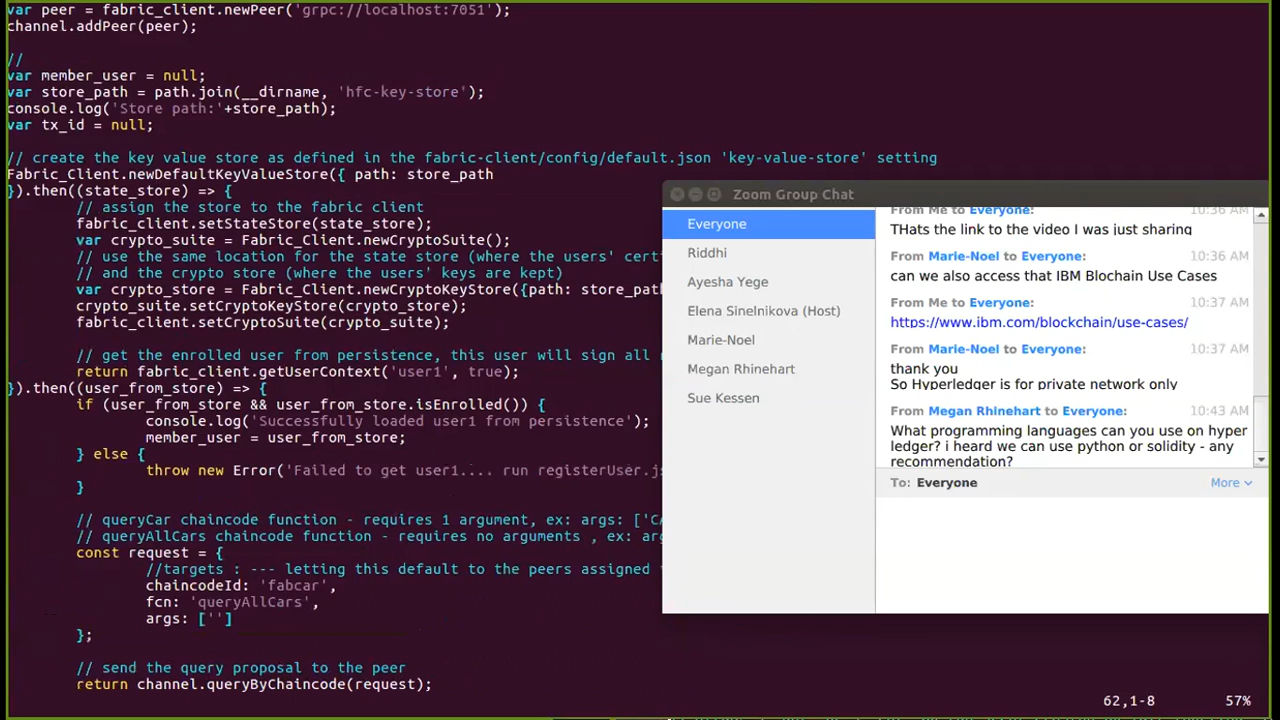 var peer = fabric_client.newPeer('grpc://localhost:7051');
channel.addPeer(peer);
//
var member_user = null;
var store_path = path.join(__dirname, 'hfc-key-store');
console.log('Store path:'+store_path);
var tx_id = null;
// create the key value store as defined in the fabric-client/config/default.json 'key-value-store' setting
Fabric_Client.newDefaultKeyValueStore({ path: store_path
}).then((state_store) => {
// assign the store to the fabric client
fabric_client.setStateStore(state_store);
var crypto_suite = Fabric_Client.newCryptoSuite();
// use the same location for the state store (where the users' certi
// and the crypto store (where the users' keys are kept)
var crypto_store = Fabric_Client.newCryptoKeyStore({path: store_path
crypto_suite.setCryptoKeyStore(crypto_store);
fabric_client.setCryptoSuite(crypto_suite);
// get the enrolled user from persistence, this user will sign all
return fabric_client.getUserContext('user1', true);
}).then((user_from_store) => {
if (user_from_store && user_from_store.isEnrolled()) {
console.log('Successfully loaded user1 from persistence');
member_user = user_from_store;
} else {
throw new Error('Failed to get user1.... run registerUser.js
}
// queryCar chaincode function - requires 1 argument, ex: args: ['CA
// queryAllCars chaincode function - requires no arguments , ex: arg
const request = {
//targets : --- letting this default to the peers assigned
chaincodeId: 'fabcar',
fcn: 'queryAllCars',
args: ['']
};
// send the query proposal to the peer
return channel.queryByChaincode(request);
62,1-8 57%
Zoom Group Chat
Everyone
Riddhi
Ayesha Yege
Elena Sinelnikova (Host)
Marie-Noel
Megan Rhinehart
Sue Kessen
From Me to Everyone: 10:36 AM
THats the link to the video I was just sharing
From Marie-Noel to Everyone: 10:36 AM
can we also access that IBM Blochain Use Cases
From Me to Everyone: 10:37 AM
https://www.ibm.com/blockchain/use-cases/
From Marie-Noel to Everyone: 10:37 AM
thank you
So Hyperledger is for private network only
From Megan Rhinehart to Everyone: 10:43 AM
What programming languages can you use on hyper
ledger? i heard we can use python or solidity - any
recommendation?
To: Everyone More